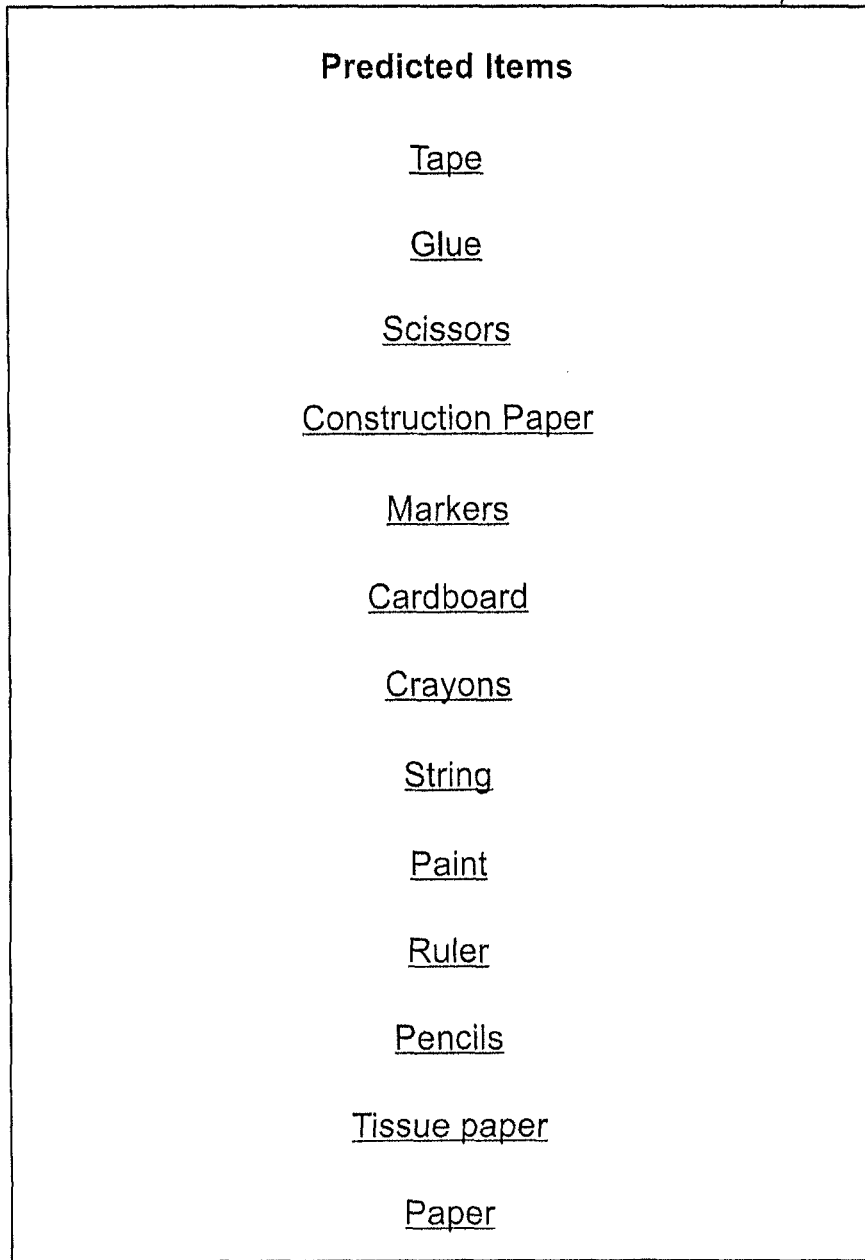 Predicted Items
Tape
Glue
Scissors
Construction Paper
Markers
Cardboard
Crayons
String
Paint
Ruler
Pencils
Tissue paper
Paper